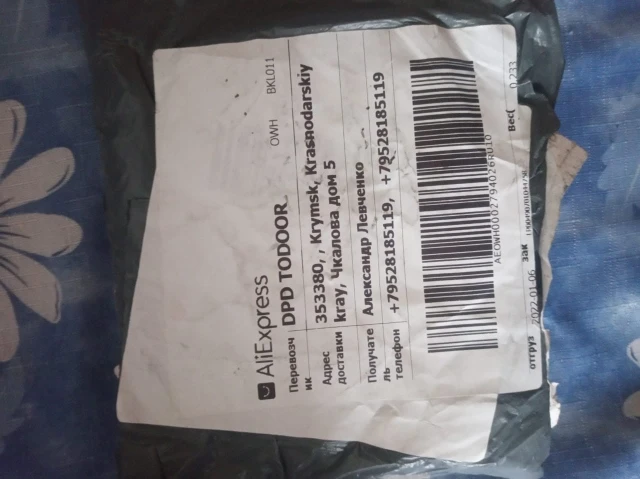 AliExpress
OWH BKL011
Перевозч
ик
DPD TODOOR
Адрес
доставки
353380, , Krymsk, Krasnodarskiy
kray, Чкалова дом 5
Получате
ль
Александр Левченко
телефон
+79528185119, +79528185119
AEOWH0002794026RU10
отгруз 2022-01-06 зак Вес( 0.233